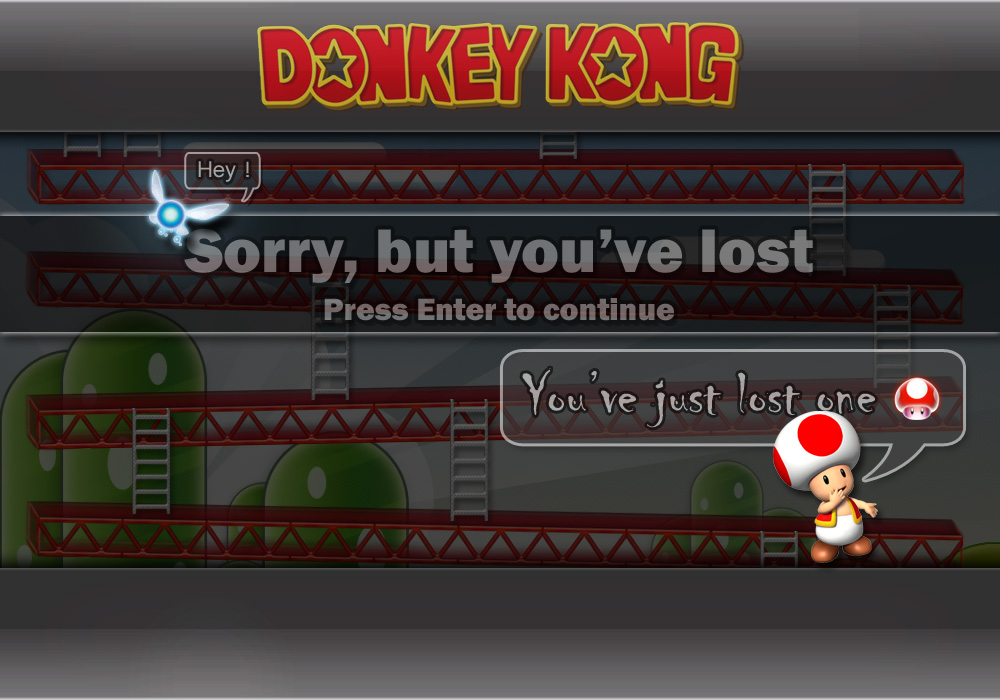 DONKEY KONG
Hey !
Sorry, but you’ve lost
Press Enter to continue
You’ve just lost one